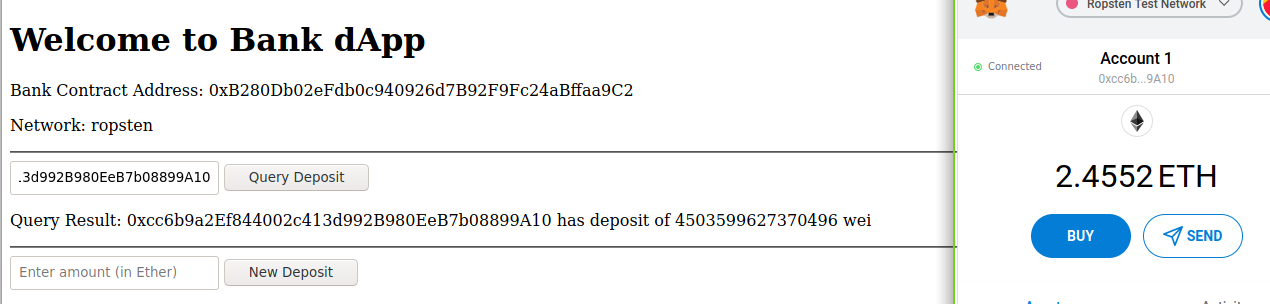 Welcome to Bank dApp
Bank Contract Address: 0xB280Db02eFdb0c940926d7B92F9Fc24aBffaa9C2
Network: ropsten
.3d992B980EeB7b08899A10 Query Deposit
Query Result: 0xcc6b9a2Ef844002c413d992B980EeB7b08899A10 has deposit of 4503599627370496 wei
Enter amount (in Ether) New Deposit
Ropsten Test Network
Connected
Account 1
0xcc6b...9A10
2.4552 ETH
BUY SEND